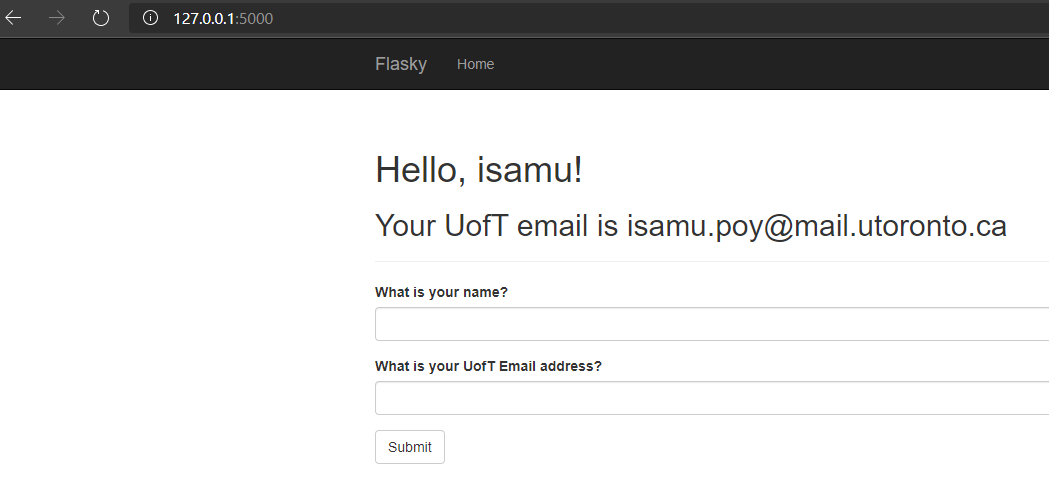 127.0.0.1:5000
Flasky Home
Hello, isamu!
Your UofT email is isamu.poy@mail.utoronto.ca
What is your name?
What is your UofT Email address?
Submit